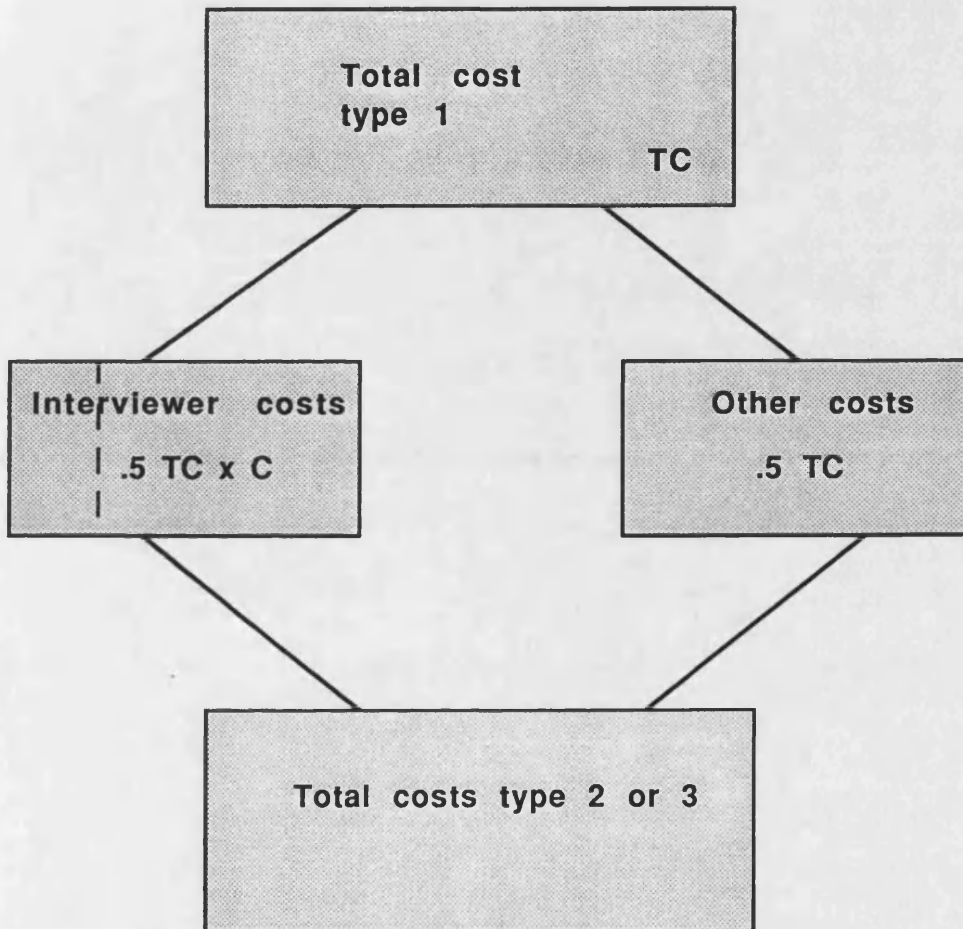 Total cost
type 1
TC
Interviewer costs
.5 TC x C
Other costs
.5 TC
Total costs type 2 or 3